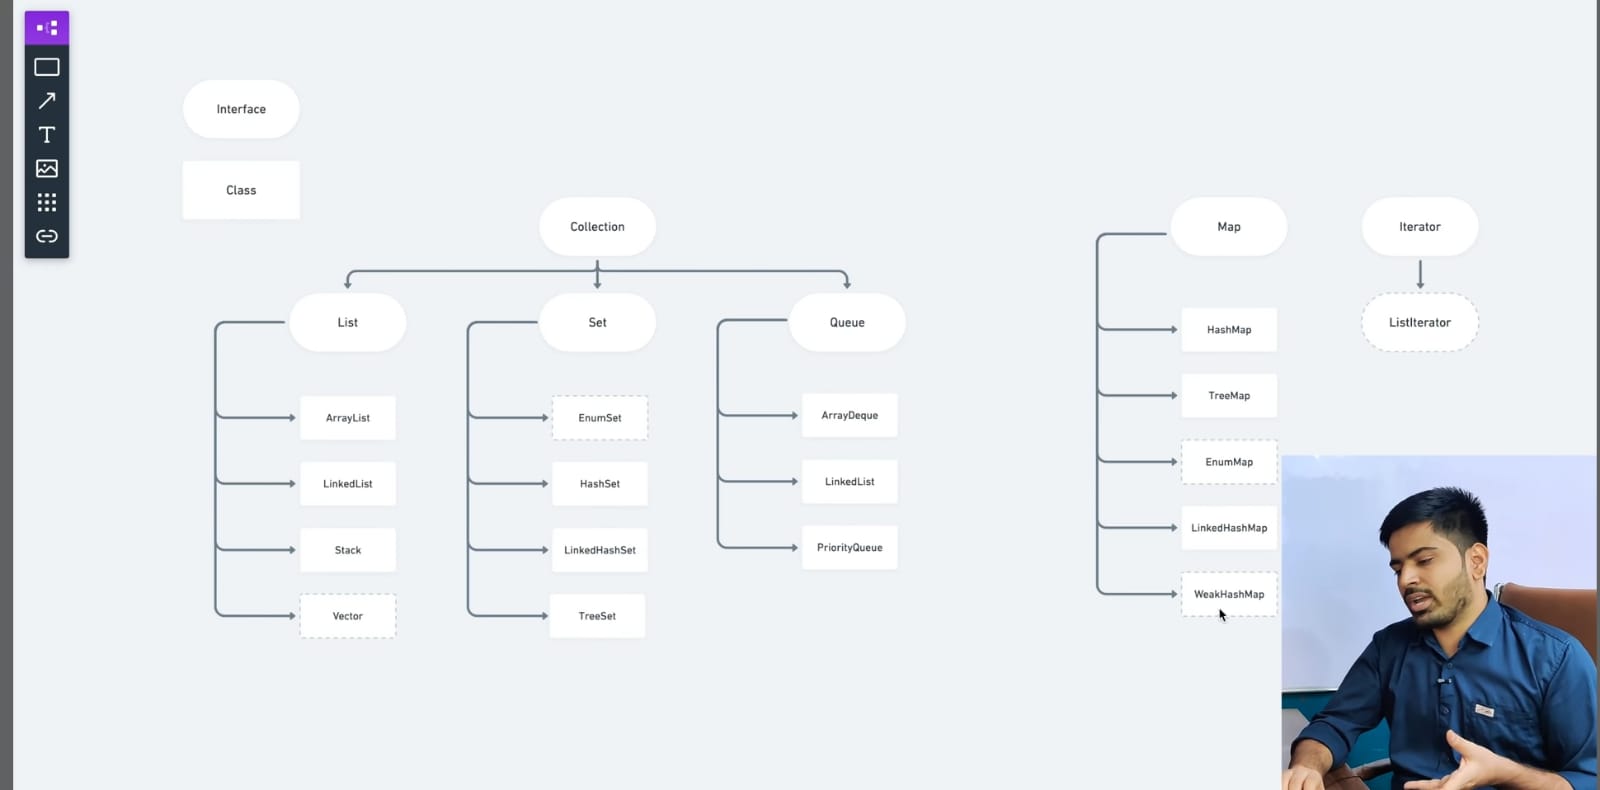 Interface
Class
Collection
Map
Iterator
List
Set
Queue
HashMap
ListIterator
ArrayList
EnumSet
ArrayDeque
TreeMap
LinkedList
HashSet
LinkedList
EnumMap
Stack
LinkedHashSet
PriorityQueue
LinkedHashMap
Vector
TreeSet
WeakHashMap
T